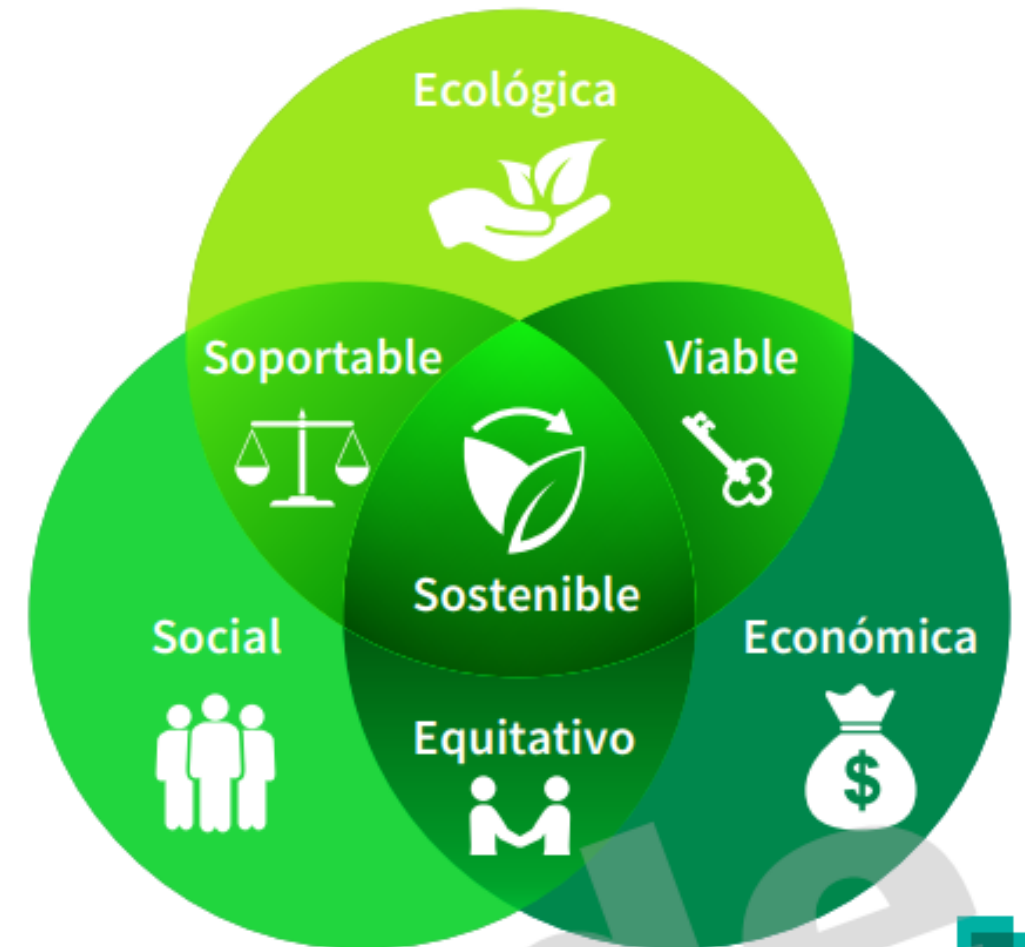 Ecológica
Soportable
Viable
Sostenible
Social
Económica
Equitativo
$